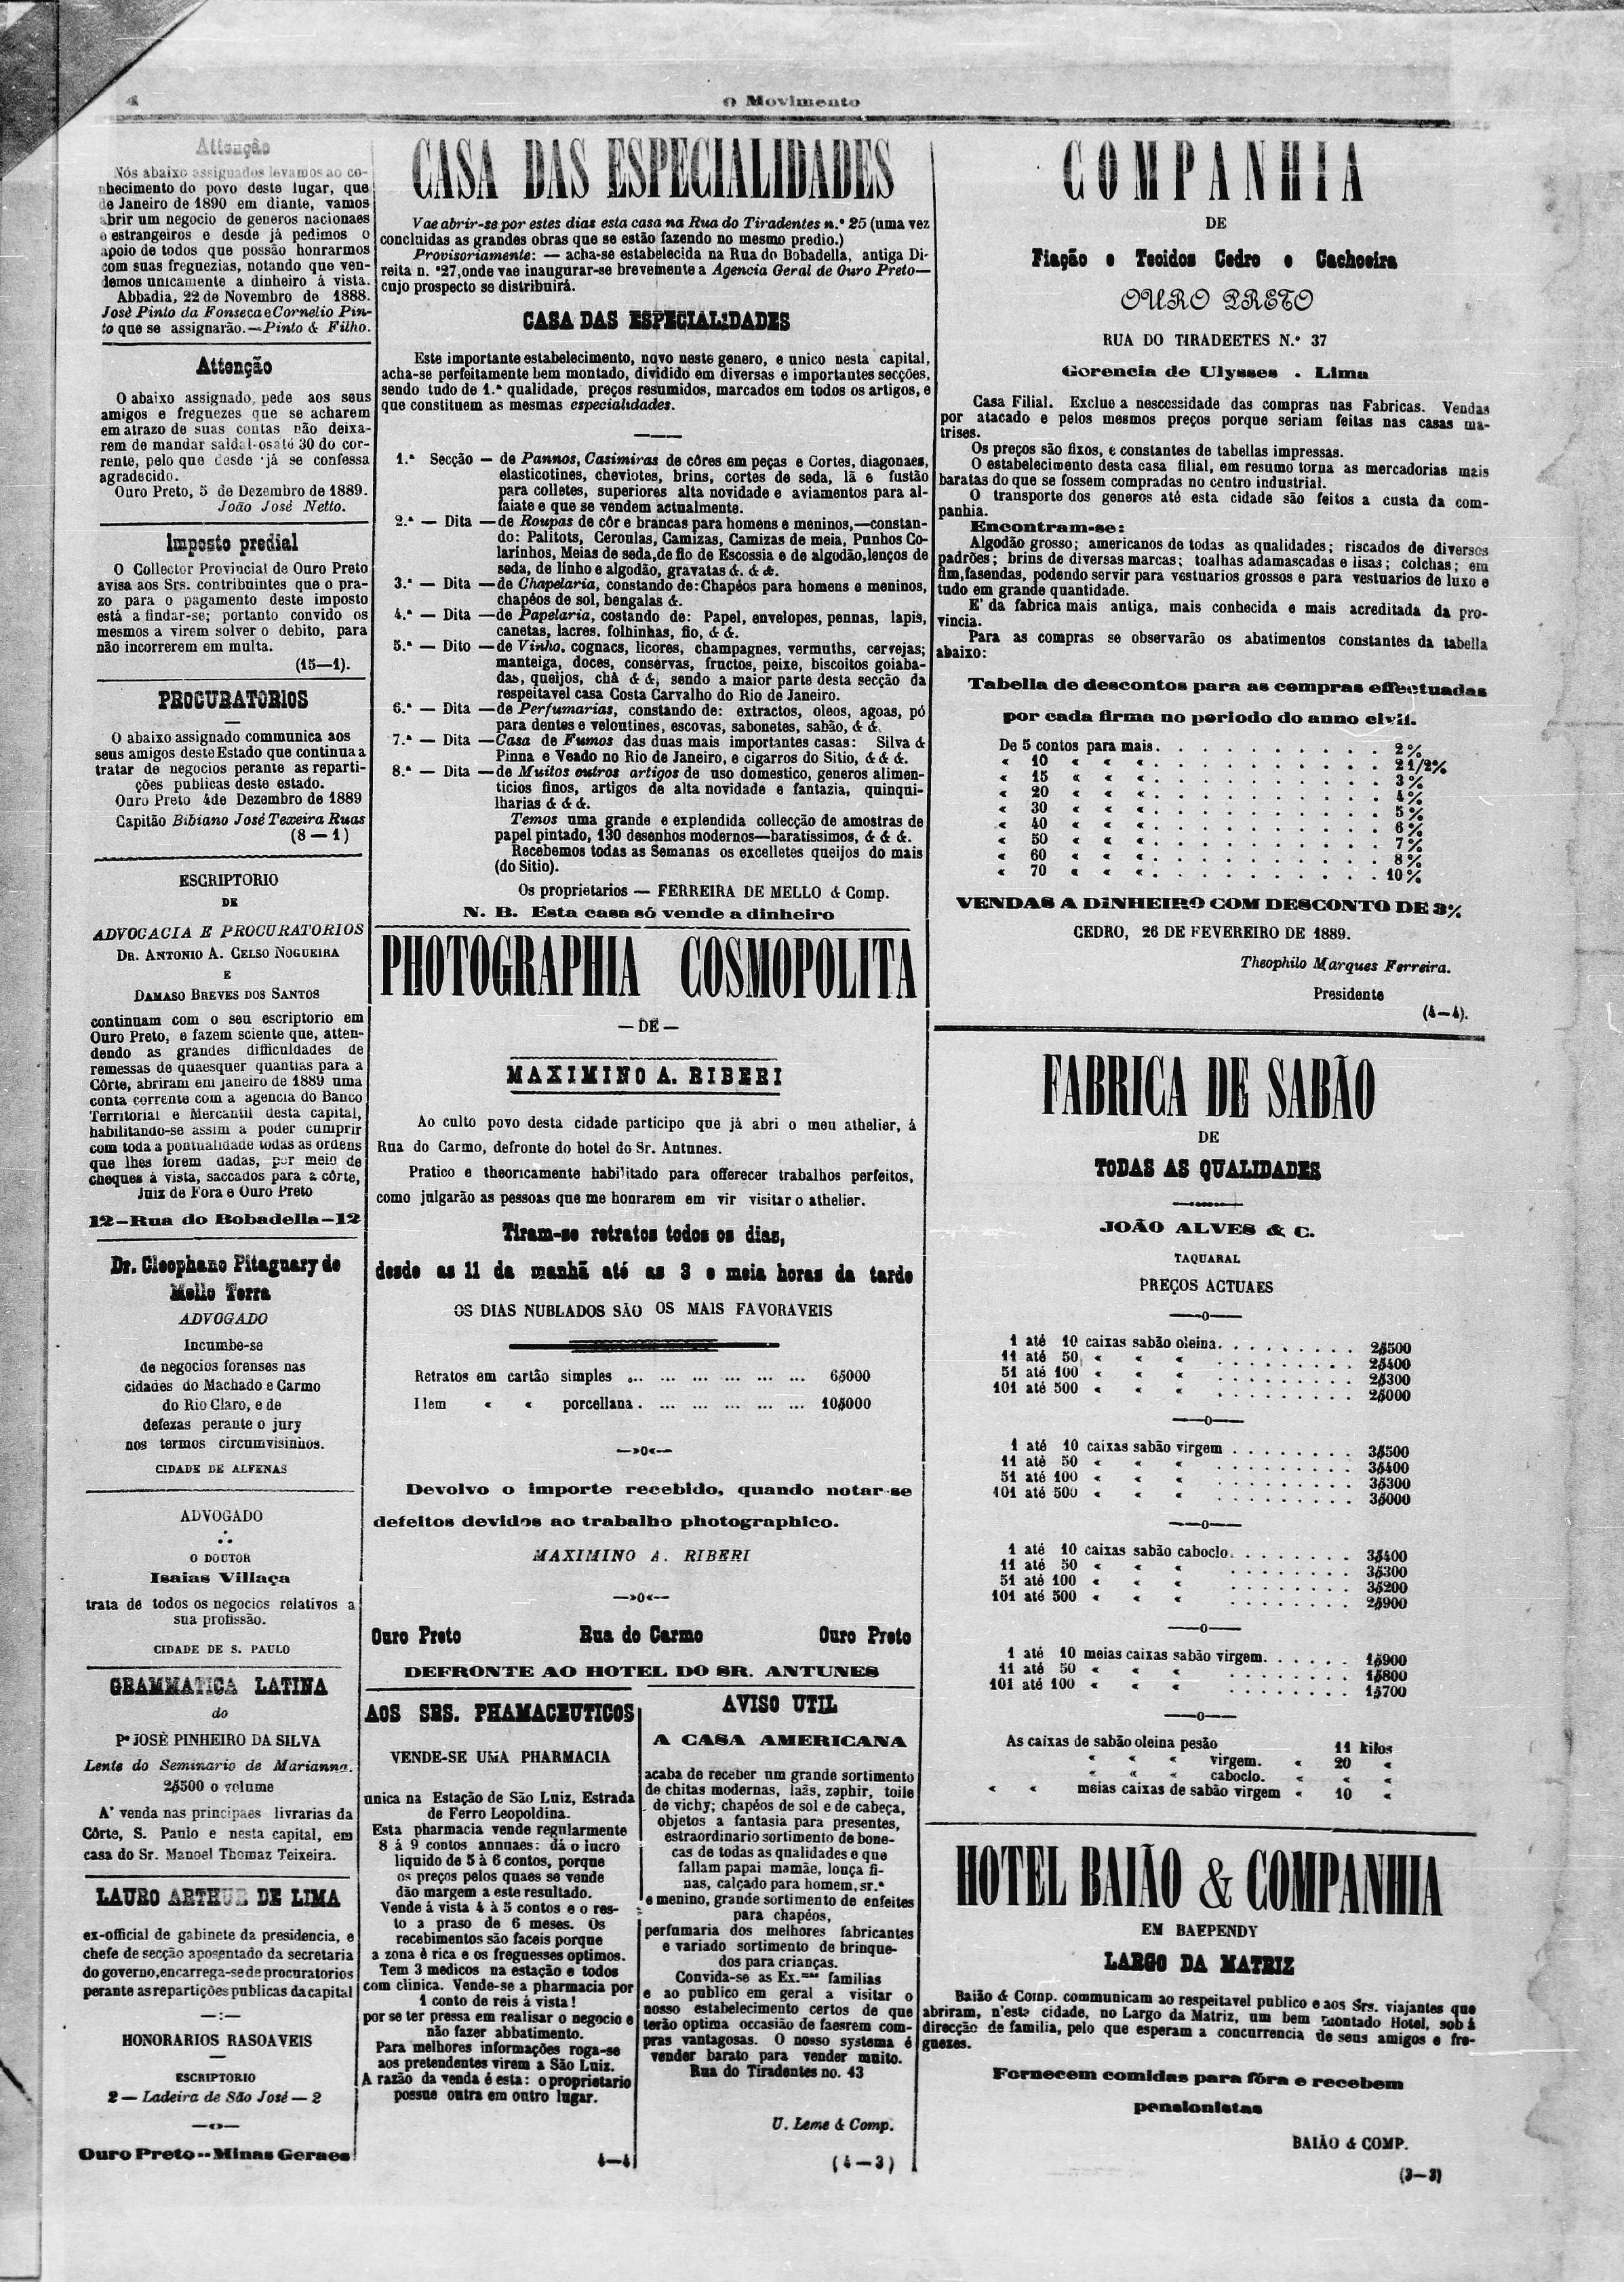 4
O Movimento
Attenção
Nós abaixo assignados levamos ao co-
nhecimento do povo deste lugar, que
de Janeiro de 1890 em diante, vamos
abrir um negocio de generos nacionaes
e estrangeiros e desde já pedimos o
apoio de todos que possão honrarmos
com suas freguezias, notando que ven-
demos unicamente a dinheiro á vista.
Abbadia, 22 de Novembro de 1888.
José Pinto da Fonseca e Cornelio Pin-
to que se assignarão.—Pinto & Filho.
Attenção
O abaixo assignado, pede aos seus
amigos e freguezes que se acharem
em atrazo de suas contas não deixa-
rem de mandar saldal-os até 30 do cor-
rente, pelo que desde já se confessa
agradecido.
Ouro Preto, 5 de Dezembro de 1889.
João José Netto.
Imposto predial
O Collector Provincial de Ouro Preto
avisa aos Srs. contribuintes que o pra-
zo para o pagamento deste imposto
está a findar-se; portanto convido os
mesmos a virem solver o debito, para
não incorrerem em multa.
(15—1).
PROCURATORIOS
O abaixo assignado communica aos
seus amigos deste Estado que continua a
tratar de negocios perante as reparti-
ções publicas deste estado.
Ouro Preto 4 de Dezembro de 1889
Capitão Bibiano José Texeira Ruas
(8—1)
ESCRIPTORIO
DE
ADVOCACIA E PROCURATORIOS
DR. ANTONIO A. CELSO NOGUEIRA
E
DAMASO BREVES DOS SANTOS
continuam com o seu escriptorio em
Ouro Preto, e fazem sciente que, atten-
dendo as grandes difficuldades de
remessas de quaesquer quantias para a
Côrte, abriram em janeiro de 1889 uma
conta corrente com a agencia do Banco
Territorial e Mercantil desta capital,
habilitando-se assim a poder cumprir
com toda a pontualidade todas as ordens
que lhes forem dadas, por meio de
cheques á vista, saccados para a côrte,
Juiz de Fora e Ouro Preto
12—Rua do Bobadella—12
Dr. Cleophano Pitaguary de
Mello Terra
ADVOGADO
Incumbe-se
de negocios forenses nas
cidades do Machado e Carmo
do Rio Claro, e de
defezas perante o jury
nos termos circumvisinhos.
CIDADE DE ALFENAS
ADVOGADO
O DOUTOR
Isaias Villaça
trata de todos os negocios relativos a
sua profissão.
CIDADE DE S. PAULO
GRAMMATICA LATINA
do
Pe JOSÈ PINHEIRO DA SILVA
Lente do Seminario de Marianna.
2$500 o volume
A' venda nas principaes livrarias da
Côrte, S. Paulo e nesta capital, em
casa do Sr. Manoel Thomaz Teixeira.
LAURO ARTHUR DE LIMA
ex-official de gabinete da presidencia, e
chefe de secção aposentado da secretaria
do governo, encarrega-se de procuratorios
perante as repartições publicas da capital
—:—
HONORARIOS RASOAVEIS
ESCRIPTORIO
2 — Ladeira de São José — 2
—o—
Ouro Preto--Minas Geraes
CASA DAS ESPECIALIDADES
Vae abrir-se por estes dias esta casa na Rua do Tiradentes n.º 25 (uma vez
concluidas as grandes obras que se estão fazendo no mesmo predio.)
Provisoriamente: — acha-se estabelecida na Rua do Bobadella, antiga Di-
reita n. º27, onde vae inaugurar-se brevemente a Agencia Geral de Ouro Preto—
cujo prospecto se distribuirá.
CASA DAS ESPECIALIDADES
Este importante estabelecimento, novo neste genero, e unico nesta capital,
acha-se perfeitamente bem montado, dividido em diversas e importantes secções,
sendo tudo de 1.ª qualidade, preços resumidos, marcados em todos os artigos, e
que constituem as mesmas especialidades.
1.ª Secção — de Pannos, Casimiras de côres em peças e Cortes, diagonaes,
elasticotines, cheviotes, brins, cortes de seda, lã e fustão
para colletes, superiores alta novidade e aviamentos para al-
faiate e que se vendem actualmente.
2.ª — Dita — de Roupas de côr e brancas para homens e meninos,—constan-
do: Palitots, Ceroulas, Camizas, Camizas de meia, Punhos Co-
larinhos, Meias de seda, de fio de Escossia e de algodão, lenços de
seda, de linho e algodão, gravatas &. & &.
3.ª — Dita — de Chapelaria, constando de: Chapéos para homens e meninos,
chapéos de sol, bengalas &.
4.ª — Dita — de Papelaria, costando de: Papel, envelopes, pennas, lapis,
canetas, lacres. folhinhas, fio, & &.
5.ª — Dito — de Vinho, cognacs, licores, champagnes, vermuths, cervejas;
manteiga, doces, conservas, fructos, peixe, biscoitos goiaba-
das, queijos, chá & &, sendo a maior parte desta secção da
respeitavel casa Costa Carvalho do Rio de Janeiro.
6.ª — Dita — de Perfumarias, constando de: extractos, oleos, agoas, pó
para dentes e veloutines, escovas, sabonetes, sabão, & &.
7.ª — Dita — Casa de Fumos das duas mais importantes casas: Silva &
Pinna e Veado no Rio de Janeiro, e cigarros do Sitio, & & &.
8.ª — Dita — de Muitos outros artigos de uso domestico, generos alimen-
ticios finos, artigos de alta novidade e fantazia, quinqui-
lharias & & &.
Temos uma grande e explendida collecção de amostras de
papel pintado, 130 desenhos modernos—baratissimos, & & &.
Recebemos todas as Semanas os excelletes queijos do mais
(do Sitio).
Os proprietarios — FERREIRA DE MELLO & Comp.
N. B. Esta casa só vende a dinheiro
PHOTOGRAPHIA COSMOPOLITA
— DE —
MAXIMINO A. RIBERI
Ao culto povo desta cidade participo que já abri o meu athelier, á
Rua do Carmo, defronte do hotel do Sr. Antunes.
Pratico e theoricamente habilitado para offerecer trabalhos perfeitos,
como julgarão as pessoas que me honrarem em vir visitar o athelier.
Tiram-se retratos todos os dias,
desde as 11 da manhã até as 3 e meia horas da tarde
OS DIAS NUBLADOS SÃO OS MAIS FAVORAVEIS
Retratos em cartão simples ... ... ... ... ... ... 6$000
Item « « porcellana . ... ... ... ... ... 10$000
—»o«—
Devolvo o importe recebido, quando notar-se
defeitos devidos ao trabalho photographico.
MAXIMINO A. RIBERI
—»o«—
Ouro Preto Rua do Carmo Ouro Preto
DEFRONTE AO HOTEL DO SR. ANTUNES
AOS SRS. PHAMACEUTICOS
VENDE-SE UMA PHARMACIA
unica na Estação de São Luiz, Estrada
de Ferro Leopoldina.
Esta pharmacia vende regularmente
8 á 9 contos annuaes: dá o lucro
liquido de 5 à 6 contos, porque
os preços pelos quaes se vende
dão margem a este resultado.
Vende á vista 4 à 5 contos e o res-
to a praso de 6 meses. Os
recebimentos são faceis porque
a zona è rica e os freguesses optimos.
Tem 3 medicos na estação e todos
com clinica. Vende-se a pharmacia por
1 conto de reis á vista!
por se ter pressa em realisar o negocio e
não fazer abbatimento.
Para melhores informações roga-se
aos pretendentes virem a São Luiz.
A razão da venda é esta: o proprietario
possue outra em outro lugar.
4—4
AVISO UTIL
A CASA AMERICANA
acaba de receber um grande sortimento
de chitas modernas, laãs, zephir, toile
de vichy; chapéos de sol e de cabeça,
objetos a fantasia para presentes,
estraordinario sortimento de bone-
cas de todas as qualidades e que
fallam papai mamãe, louça fi-
nas, calçado para homem, sr.ª
e menino, grande sortimento de enfeites
para chapéos,
perfumaria dos melhores fabricantes
e variado sortimento de brinque-
dos para crianças.
Convida-se as Ex.mas familias
e ao publico em geral a visitar o
nosso estabelecimento certos de que
terão optima occasião de faesrem com-
pras vantagosas. O nosso systema é
vender barato para vender muito.
Rua do Tiradentes no. 43
U. Leme & Comp.
(4—3)
COMPANHIA
DE
Fiação e Tecidos Cedro e Cachoeira
OURO PRETO
RUA DO TIRADEETES N.º 37
Gorencia de Ulysses . Lima
Casa Filial. Exclue a nescessidade das compras nas Fabricas. Vendas
por atacado e pelos mesmos preços porque seriam feitas nas casas ma-
trises.
Os preços são fixos, e constantes de tabellas impressas.
O estabelecimento desta casa filial, em resumo torna as mercadorias mais
baratas do que se fossem compradas no centro industrial.
O transporte dos generos até esta cidade são feitos a custa da com-
panhia.
Encontram-se:
Algodão grosso; americanos de todas as qualidades; riscados de diversos
padrões; brins de diversas marcas; toalhas adamascadas e lisas; colchas; em
fim, fasendas, podendo servir para vestuarios grossos e para vestuarios de luxo e
tudo em grande quantidade.
E' da fabrica mais antiga, mais conhecida e mais acreditada da pro-
vincia.
Para as compras se observarão os abatimentos constantes da tabella
abaixo:
Tabella de descontos para as compras effectuadas
por cada firma no periodo do anno civil.
De 5 contos para mais. . . . . . . . . . . 2 %
« 10 « « « . . . . . . . . . . . 2 1/2%
« 15 « « « . . . . . . . . . . . 3 %
« 20 « « « . . . . . . . . . . . 4 %
« 30 « « « . . . . . . . . . . . 5 %
« 40 « « « . . . . . . . . . . . 6 %
« 50 « « « . . . . . . . . . . . 7 %
« 60 « « « . . . . . . . . . . . 8 %
« 70 « « « . . . . . . . . . . . 10 %
VENDAS A DINHEIRO COM DESCONTO DE 3%
CEDRO, 26 DE FEVEREIRO DE 1889.
Theophilo Marques Ferreira.
Presidente
(4—4).
FABRICA DE SABÃO
DE
TODAS AS QUALIDADES
JOÃO ALVES & C.
TAQUARAL
PREÇOS ACTUAES
—o—
1 até 10 caixas sabão oleina. . . . . . . . . 2$500
11 até 50 « « « . . . . . . . . . 2$400
51 até 100 « « « . . . . . . . . . 2$300
101 até 500 « « « . . . . . . . . . 2$000
—o—
1 até 10 caixas sabão virgem . . . . . . . . 3$500
11 até 50 « « « . . . . . . . . . 3$400
51 até 100 « « « . . . . . . . . . 3$300
101 até 500 « « « . . . . . . . . . 3$000
—o—
1 até 10 caixas sabão caboclo. . . . . . . . 3$400
11 até 50 « « « . . . . . . . . 3$300
51 até 100 « « « . . . . . . . . 3$200
101 até 500 « « « . . . . . . . . 2$900
—o—
1 até 10 meias caixas sabão virgem. . . . . . 1$900
11 até 50 « « « . . . . . . . . 1$800
101 até 100 « « « . . . . . . . . 1$700
—o—
As caixas de sabão oleina pesão 11 kilos
« « « virgem. « 20 «
« « « caboclo. « « «
« « meias caixas de sabão virgem « 10 «
HOTEL BAIÃO & COMPANHIA
EM BAEPENDY
LARGO DA MATRIZ
Baião & Comp. communicam ao respeitavel publico e aos Srs. viajantes que
abriram, n'esta cidade, no Largo da Matriz, um bem montado Hotel, sob á
direcção de familia, pelo que esperam a concurrencia de seus amigos e fre-
guezes.
Fornecem comidas para fóra e recebem
pensionistas
BAIÃO & COMP.
(3—3)